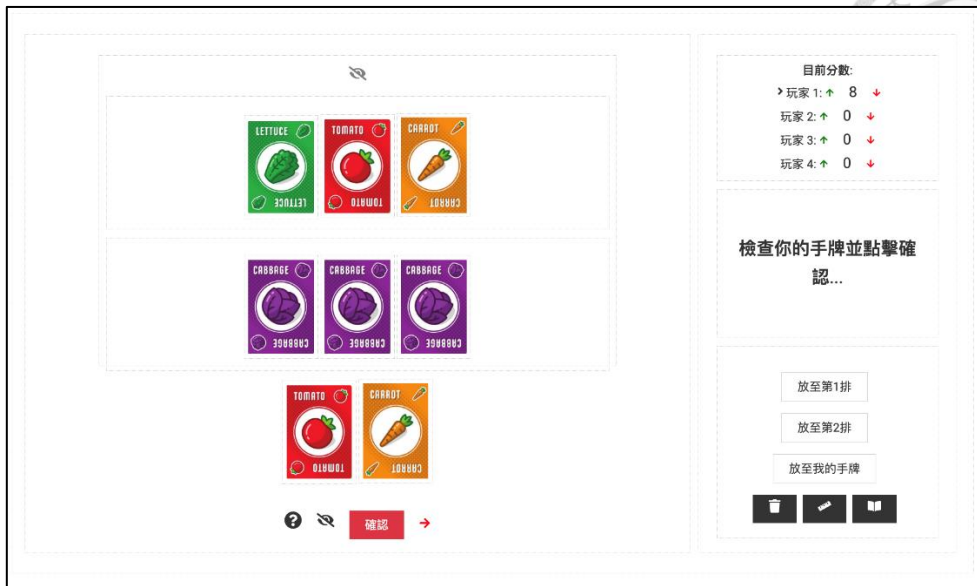 目前分數:
玩家 1: 8
玩家 2: 0
玩家 3: 0
玩家 4: 0
LETTUCE TOMATO CARROT
LETTUCE TOMATO CARROT
檢查你的手牌並點擊確
認...
CABBAGE CABBAGE CABBAGE
CABBAGE CABBAGE CABBAGE
TOMATO CARROT
TOMATO CARROT
放至第1排
放至第2排
放至我的手牌
確認